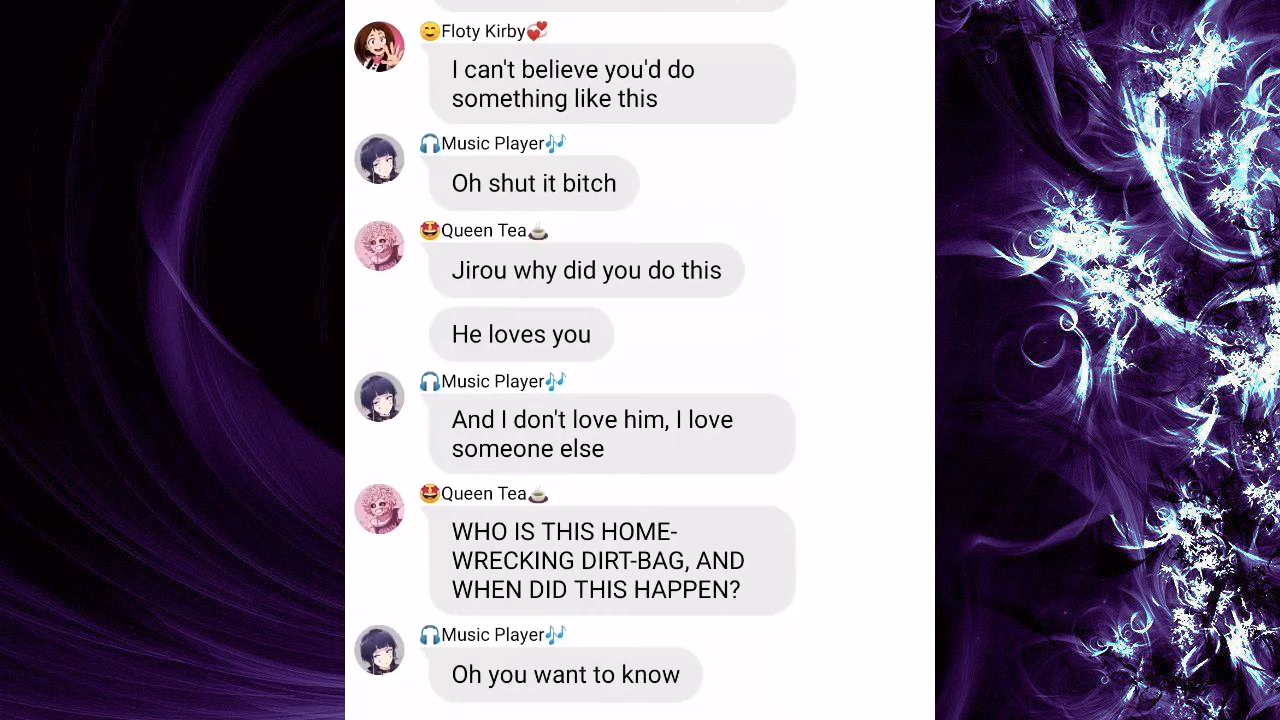 😊Floty Kirby💞
I can't believe you'd do
something like this
🎧Music Player🎶
Oh shut it bitch
🤩Queen Tea☕
Jirou why did you do this
He loves you
🎧Music Player🎶
And I don't love him, I love
someone else
🤩Queen Tea☕
WHO IS THIS HOME-
WRECKING DIRT-BAG, AND
WHEN DID THIS HAPPEN?
🎧Music Player🎶
Oh you want to know